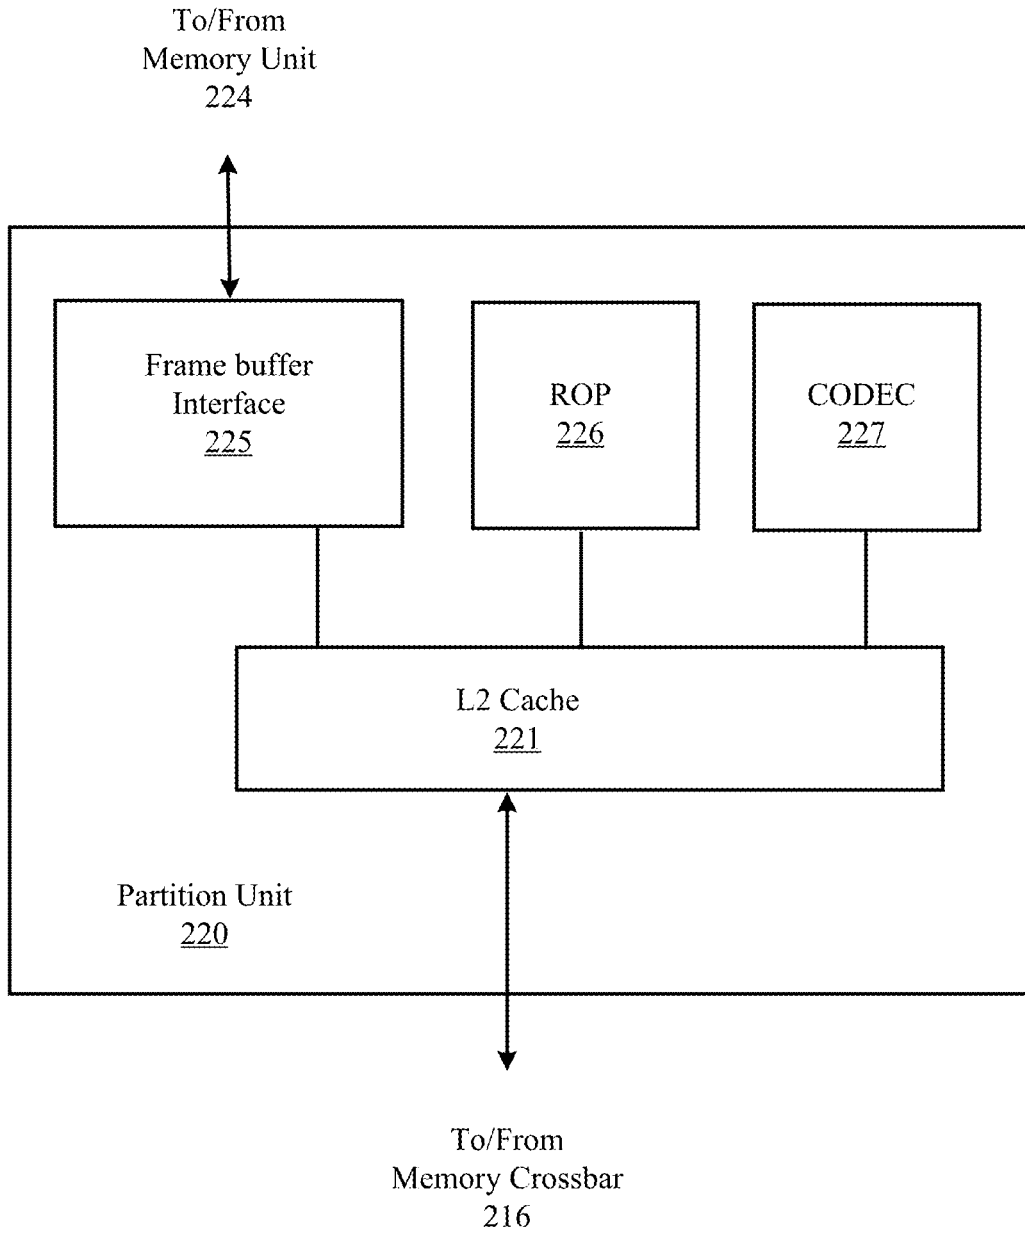 To/From
Memory Unit
224
Frame buffer
Interface
225
ROP
226
CODEC
227
L2 Cache
221
Partition Unit
220
To/From
Memory Crossbar
216